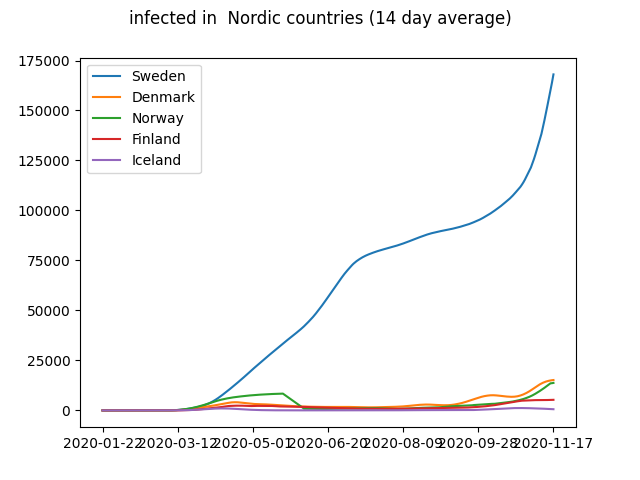 infected in  Nordic countries (14 day average)
175000
150000
125000
100000
75000
50000
25000
0
Sweden
Denmark
Norway
Finland
Iceland
2020-01-22 2020-03-12 2020-05-01 2020-06-20 2020-08-09 2020-09-28 2020-11-17